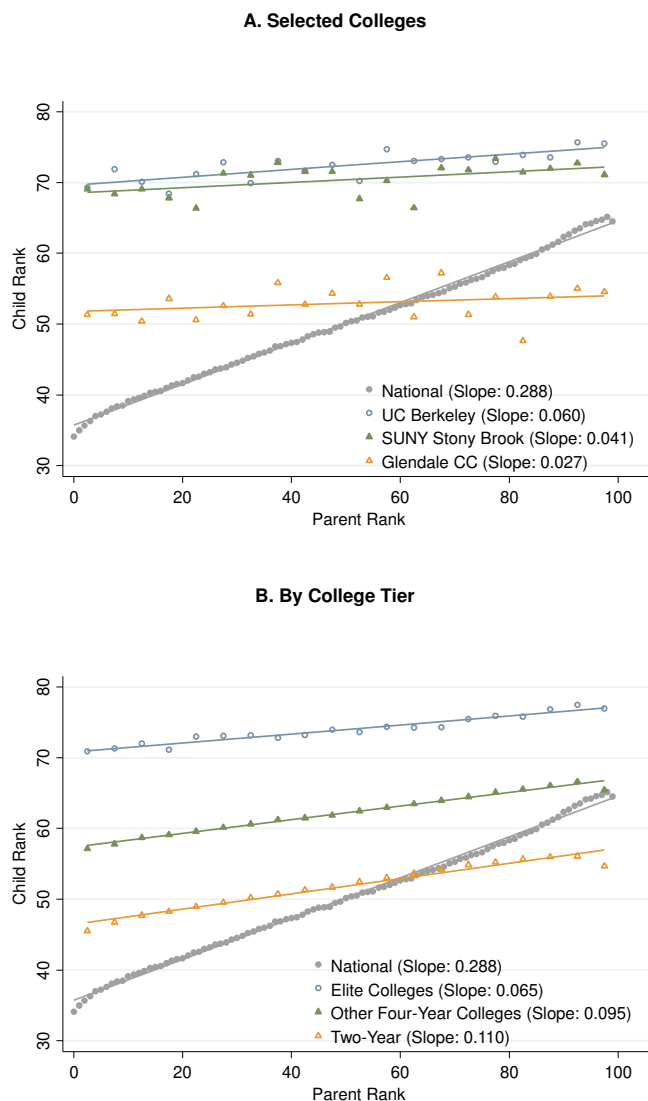 A. Selected Colleges
80
70
60
50
40
30
Child Rank
National (Slope: 0.288)
UC Berkeley (Slope: 0.060)
SUNY Stony Brook (Slope: 0.041)
Glendale CC (Slope: 0.027)
0 20 40 60 80 100
Parent Rank
B. By College Tier
80
70
60
50
40
30
Child Rank
National (Slope: 0.288)
Elite Colleges (Slope: 0.065)
Other Four-Year Colleges (Slope: 0.095)
Two-Year (Slope: 0.110)
0 20 40 60 80 100
Parent Rank